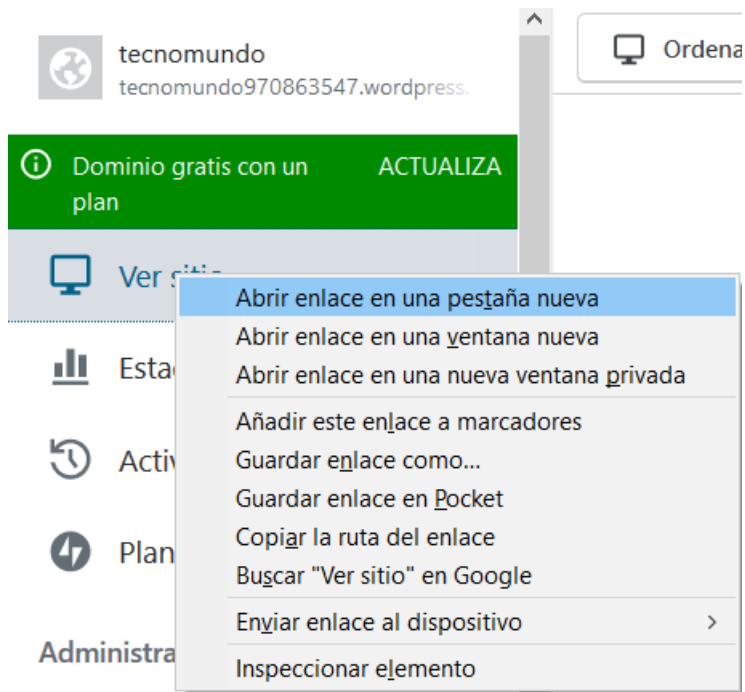 tecnomundo
tecnomundo970863547.wordpress.
Ordena
Dominio gratis con un
plan
ACTUALIZA
Ver sitio
Abrir enlace en una pestaña nueva
Abrir enlace en una ventana nueva
Abrir enlace en una nueva ventana privada
Añadir este enlace a marcadores
Guardar enlace como...
Guardar enlace en Pocket
Copiar la ruta del enlace
Buscar "Ver sitio" en Google
Enviar enlace al dispositivo
Inspeccionar elemento
Esta
Activ
Plan
Administra